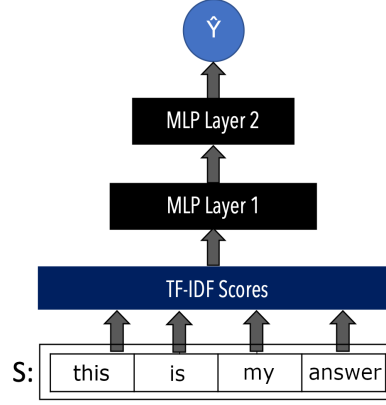 Ŷ
MLP Layer 2
MLP Layer 1
TF-IDF Scores
S: this is my answer